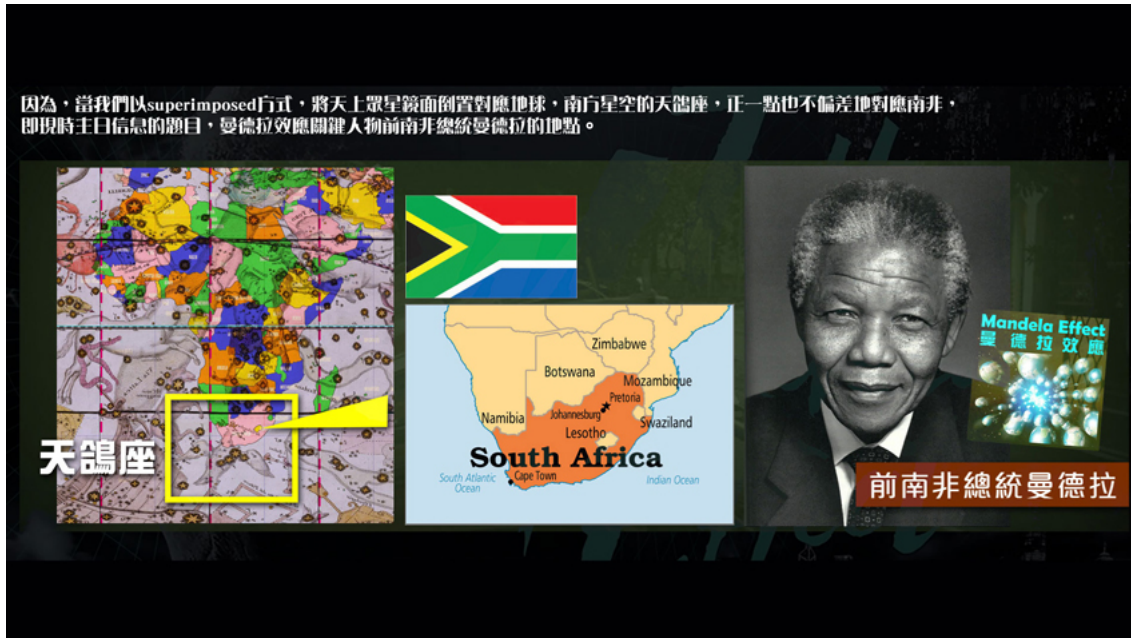 因為，當我們以superimposed方式，將天上眾星鏡面倒置對應地球，南方星空的天鴿座，正一點也不偏差地對應南非，
即現時主日信息的題目，曼德拉效應關鍵人物前南非總統曼德拉的地點。
天鴿座
Zimbabwe
Botswana
Mozambique
Pretoria
Namibia
Johannesburg
Swaziland
Lesotho
South Africa
South Atlantic
Ocean
Cape Town
Indian Ocean
Mandela Effect
曼德拉效應
前南非總統曼德拉